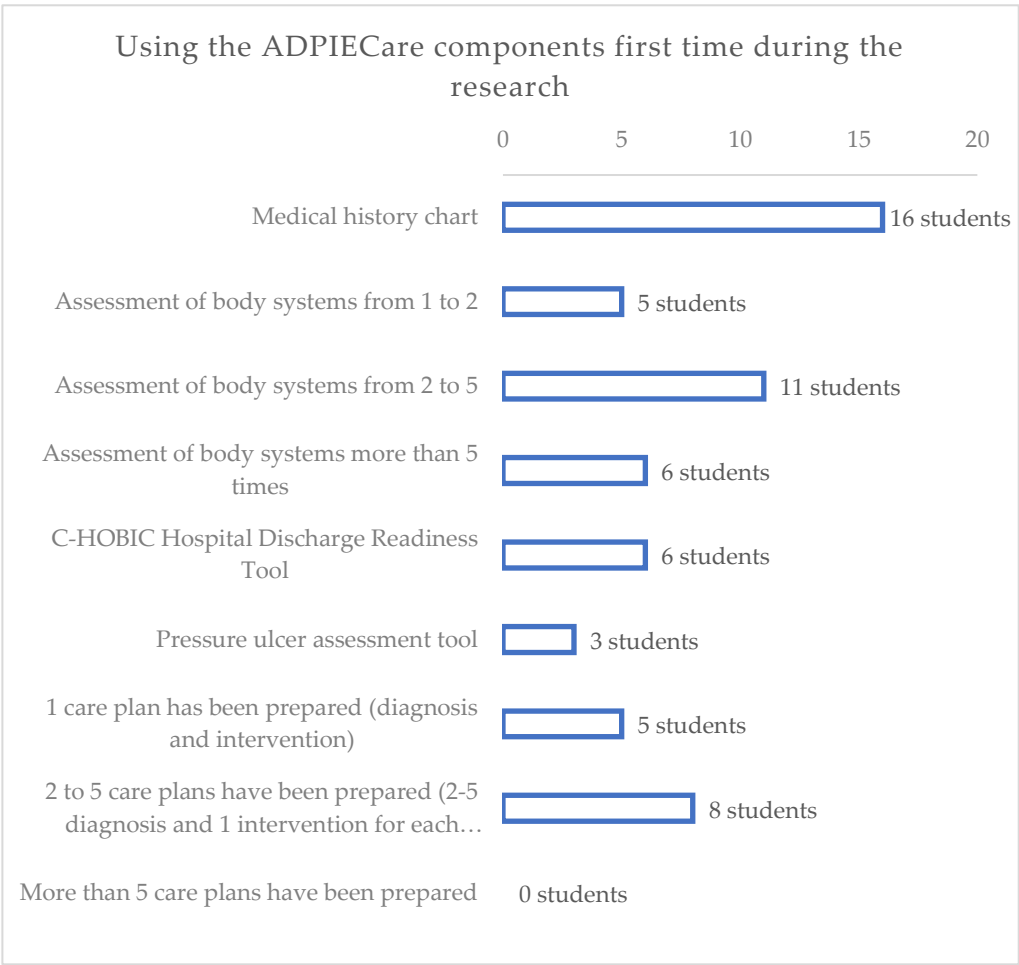 Using the ADPIECare components first time during the
research
0 5 10 15 20
Medical history chart 16 students
Assessment of body systems from 1 to 2 5 students
Assessment of body systems from 2 to 5 11 students
Assessment of body systems more than 5
times
6 students
C-HOBIC Hospital Discharge Readiness
Tool
6 students
Pressure ulcer assessment tool 3 students
1 care plan has been prepared (diagnosis
and intervention)
5 students
2 to 5 care plans have been prepared (2-5
diagnosis and 1 intervention for each…
8 students
More than 5 care plans have been prepared 0 students